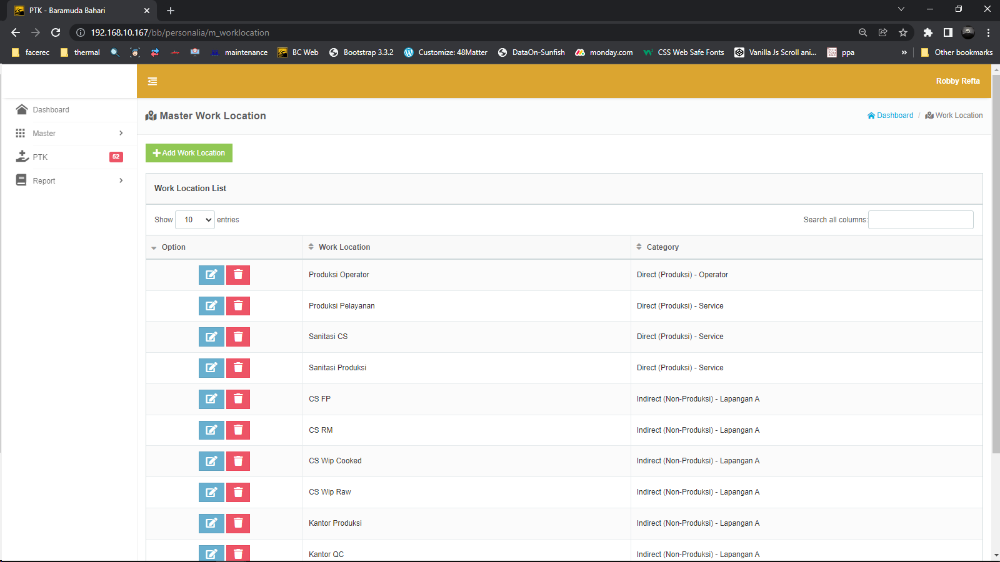 PTK - Baramuda Bahari
192.168.10.167/bb/personalia/m_worklocation
facerec thermal maintenance BC Web Bootstrap 3.3.2 Customize: 48Matter DataOn-Sunfish monday.com CSS Web Safe Fonts Vanilla Js Scroll ani... ppa » Other bookmarks
Robby Refta
Dashboard
Master
PTK 52
Report
Master Work Location
Dashboard / Work Location
Add Work Location
Work Location List
Show 10 entries
Search all columns:
Option Work Location Category
Produksi Operator Direct (Produksi) - Operator
Produksi Pelayanan Direct (Produksi) - Service
Sanitasi CS Direct (Produksi) - Service
Sanitasi Produksi Direct (Produksi) - Service
CS FP Indirect (Non-Produksi) - Lapangan A
CS RM Indirect (Non-Produksi) - Lapangan A
CS Wip Cooked Indirect (Non-Produksi) - Lapangan A
CS Wip Raw Indirect (Non-Produksi) - Lapangan A
Kantor Produksi Indirect (Non-Produksi) - Lapangan A
Kantor QC Indirect (Non-Produksi) - Lapangan A